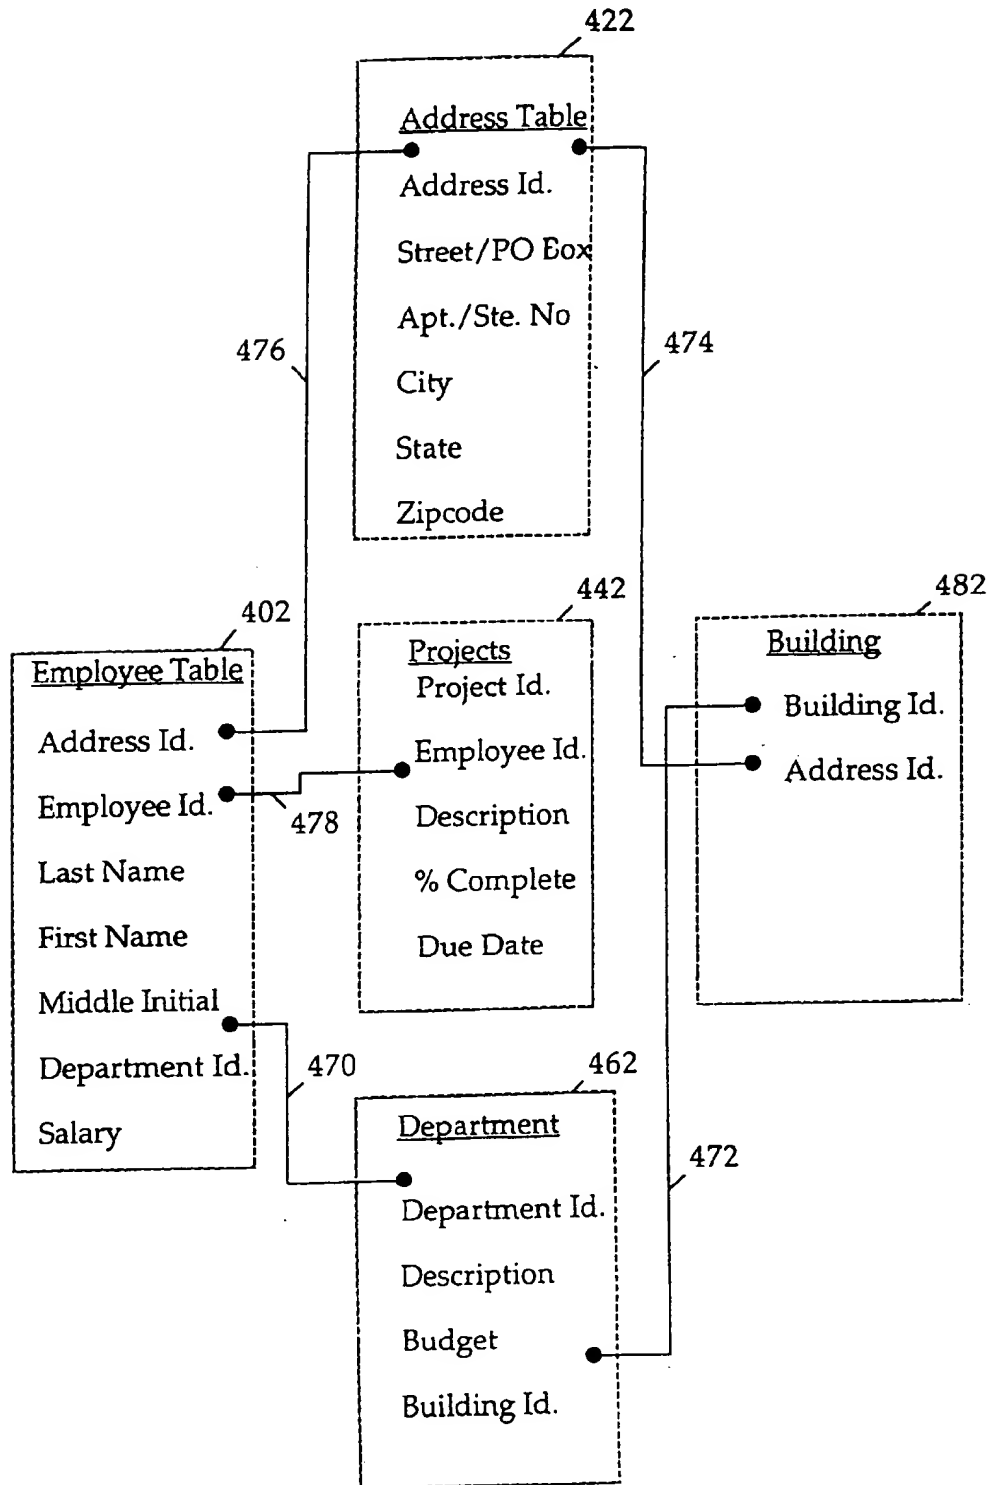 422
Address Table
Address Id.
Street/PO Box
Apt./Ste. No
City
State
Zipcode
476
474
402
Employee Table
Address Id.
Employee Id.
Last Name
First Name
Middle Initial
Department Id.
Salary
478
442
Projects
Project Id.
Employee Id.
Description
% Complete
Due Date
482
Building
Building Id.
Address Id.
470
462
Department
Department Id.
Description
Budget
Building Id.
472